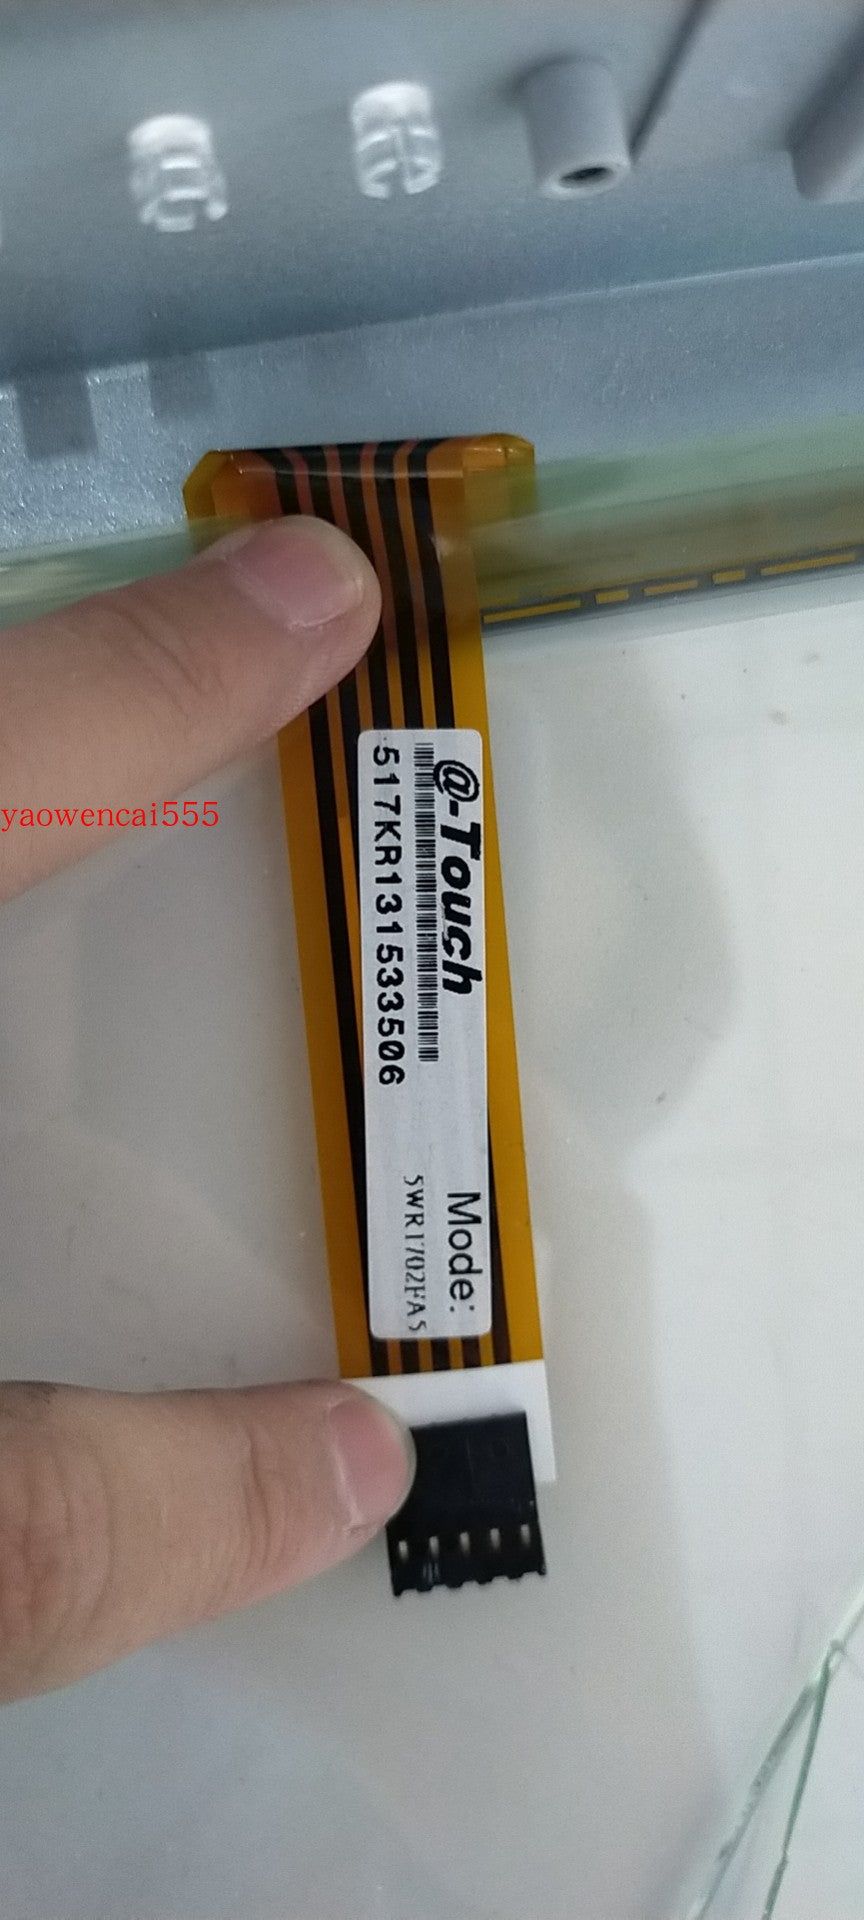 @-Touch
517KR131533506
Mode:
5WR1702FA5
yaowencai555